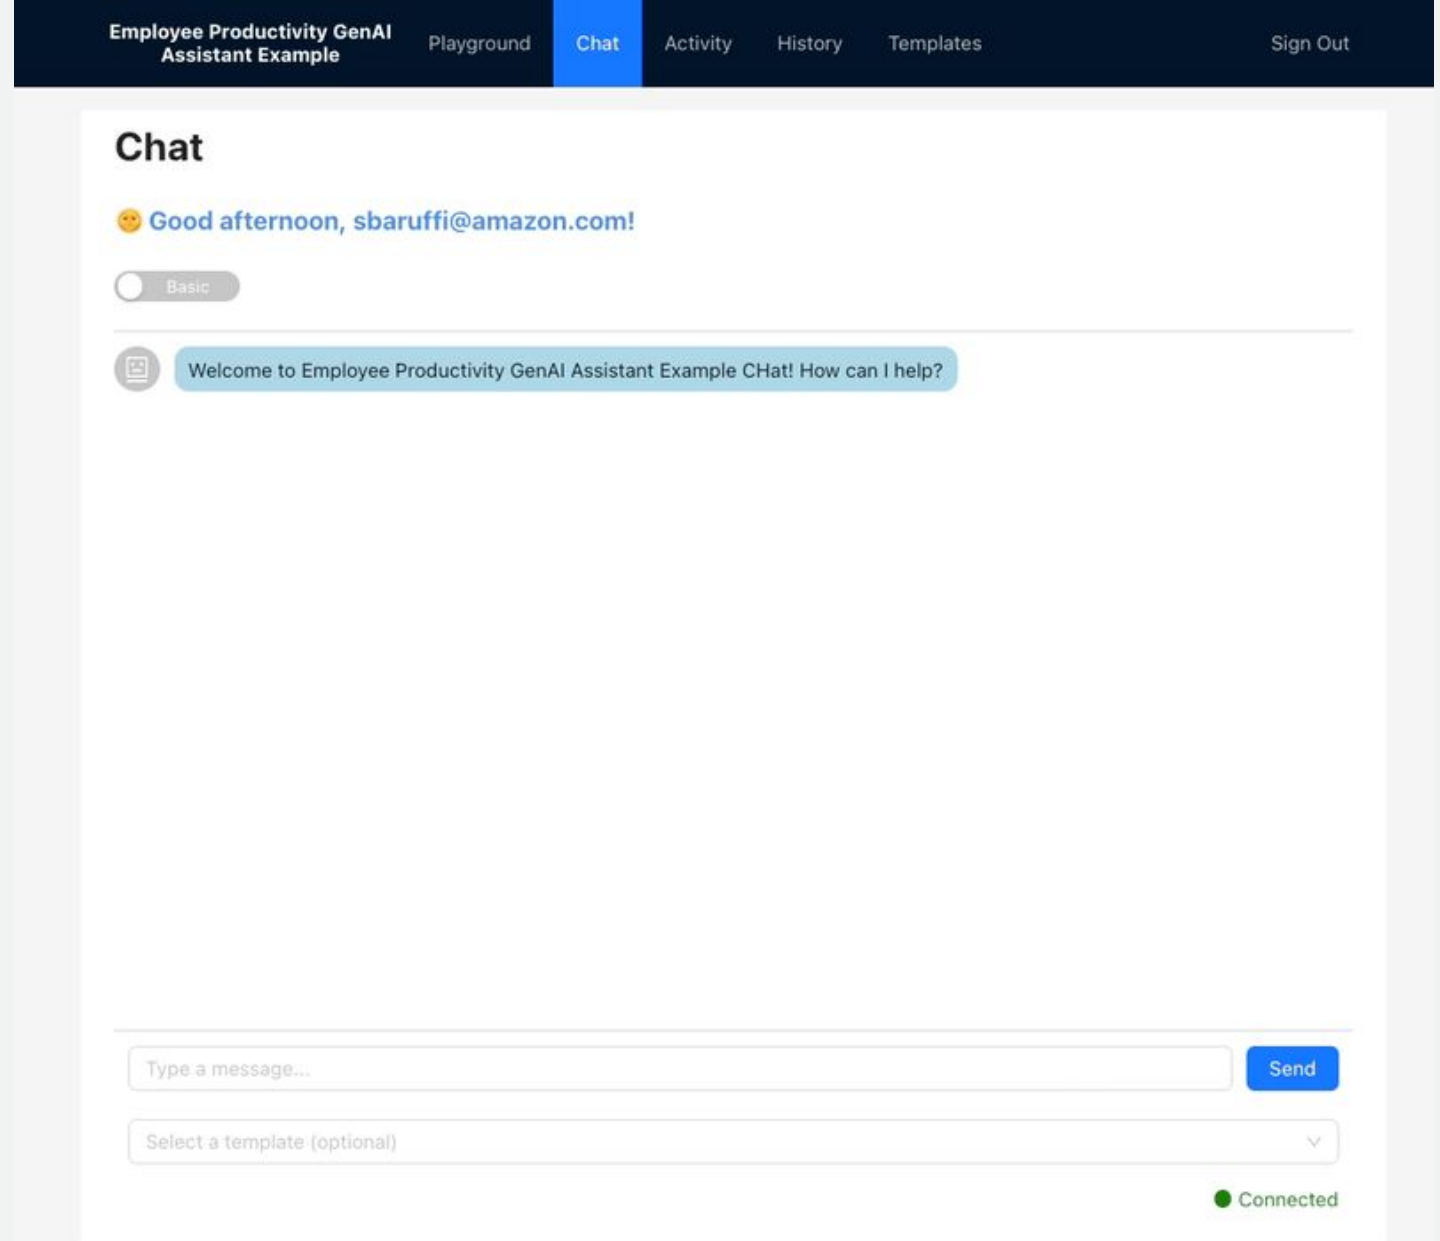 Employee Productivity GenAI
Assistant Example
Playground
Chat
Activity
History
Templates
Sign Out
Chat
Good afternoon, sbaruffi@amazon.com!
Basic
Welcome to Employee Productivity GenAI Assistant Example CHat! How can I help?
Type a message...
Send
Select a template (optional)
Connected